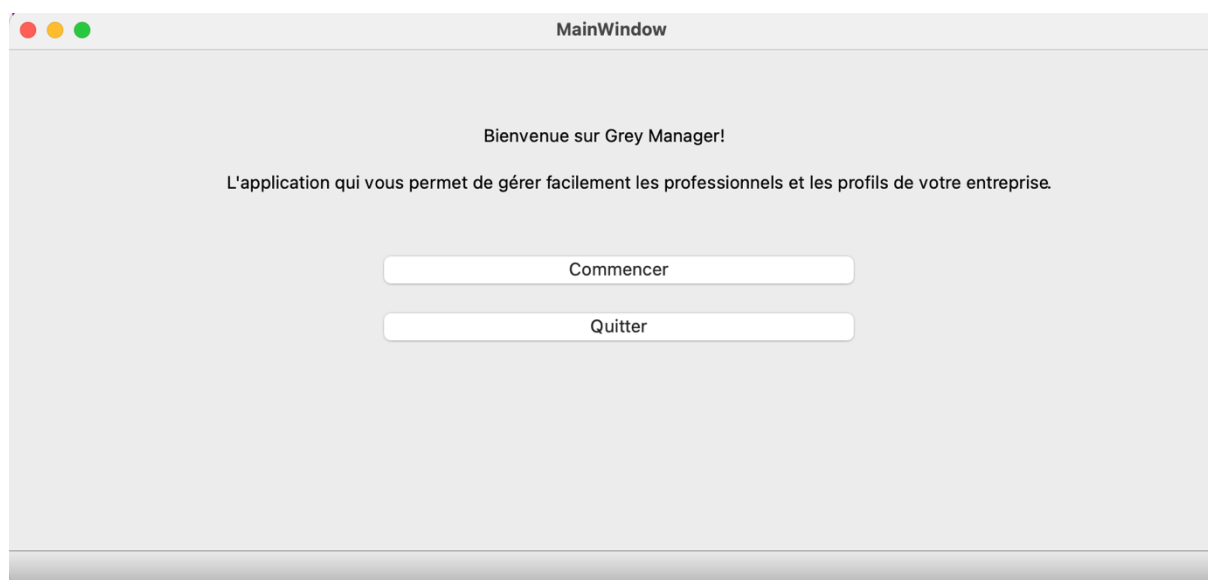 MainWindow
Bienvenue sur Grey Manager!
L'application qui vous permet de gérer facilement les professionnels et les profils de votre entreprise.
Commencer
Quitter